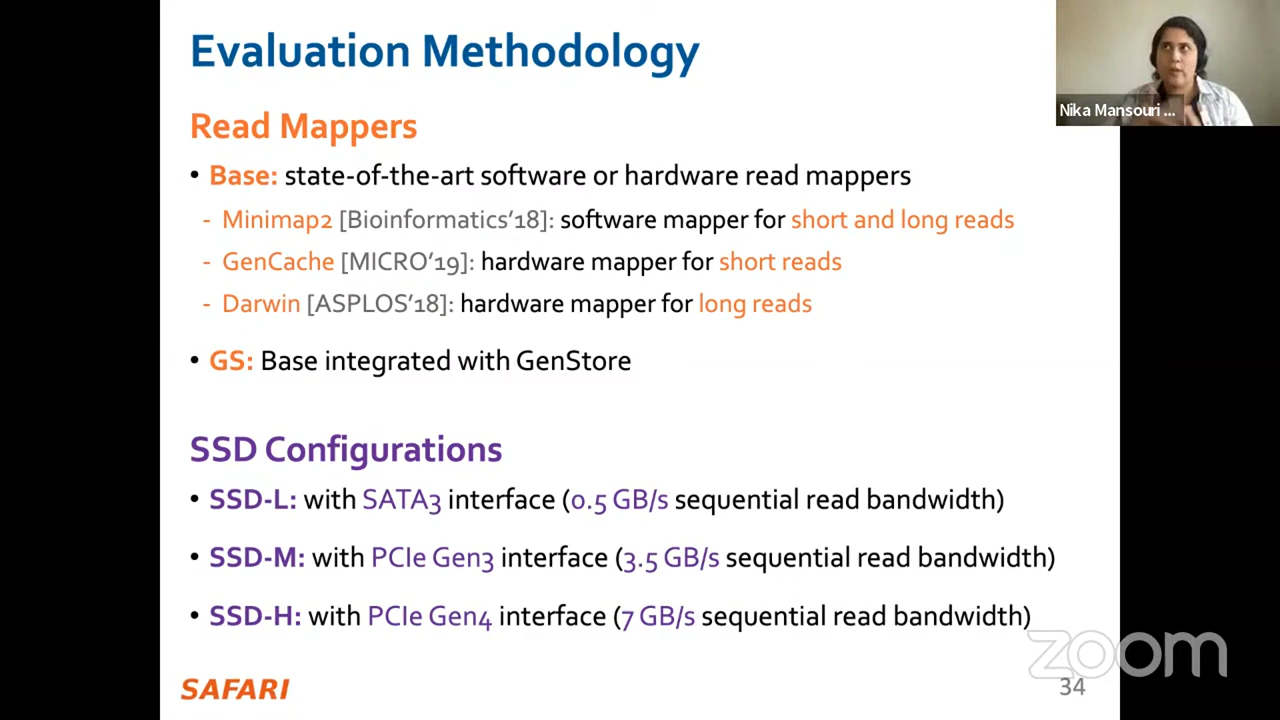 Evaluation Methodology
Nika Mansouri ...
Read Mappers
• Base: state-of-the-art software or hardware read mappers
- Minimap2 [Bioinformatics’18]: software mapper for short and long reads
- GenCache [MICRO’19]: hardware mapper for short reads
- Darwin [ASPLOS’18]: hardware mapper for long reads
• GS: Base integrated with GenStore
SSD Configurations
• SSD-L: with SATA3 interface (0.5 GB/s sequential read bandwidth)
• SSD-M: with PCIe Gen3 interface (3.5 GB/s sequential read bandwidth)
• SSD-H: with PCIe Gen4 interface (7 GB/s sequential read bandwidth)
zoom
SAFARI
34